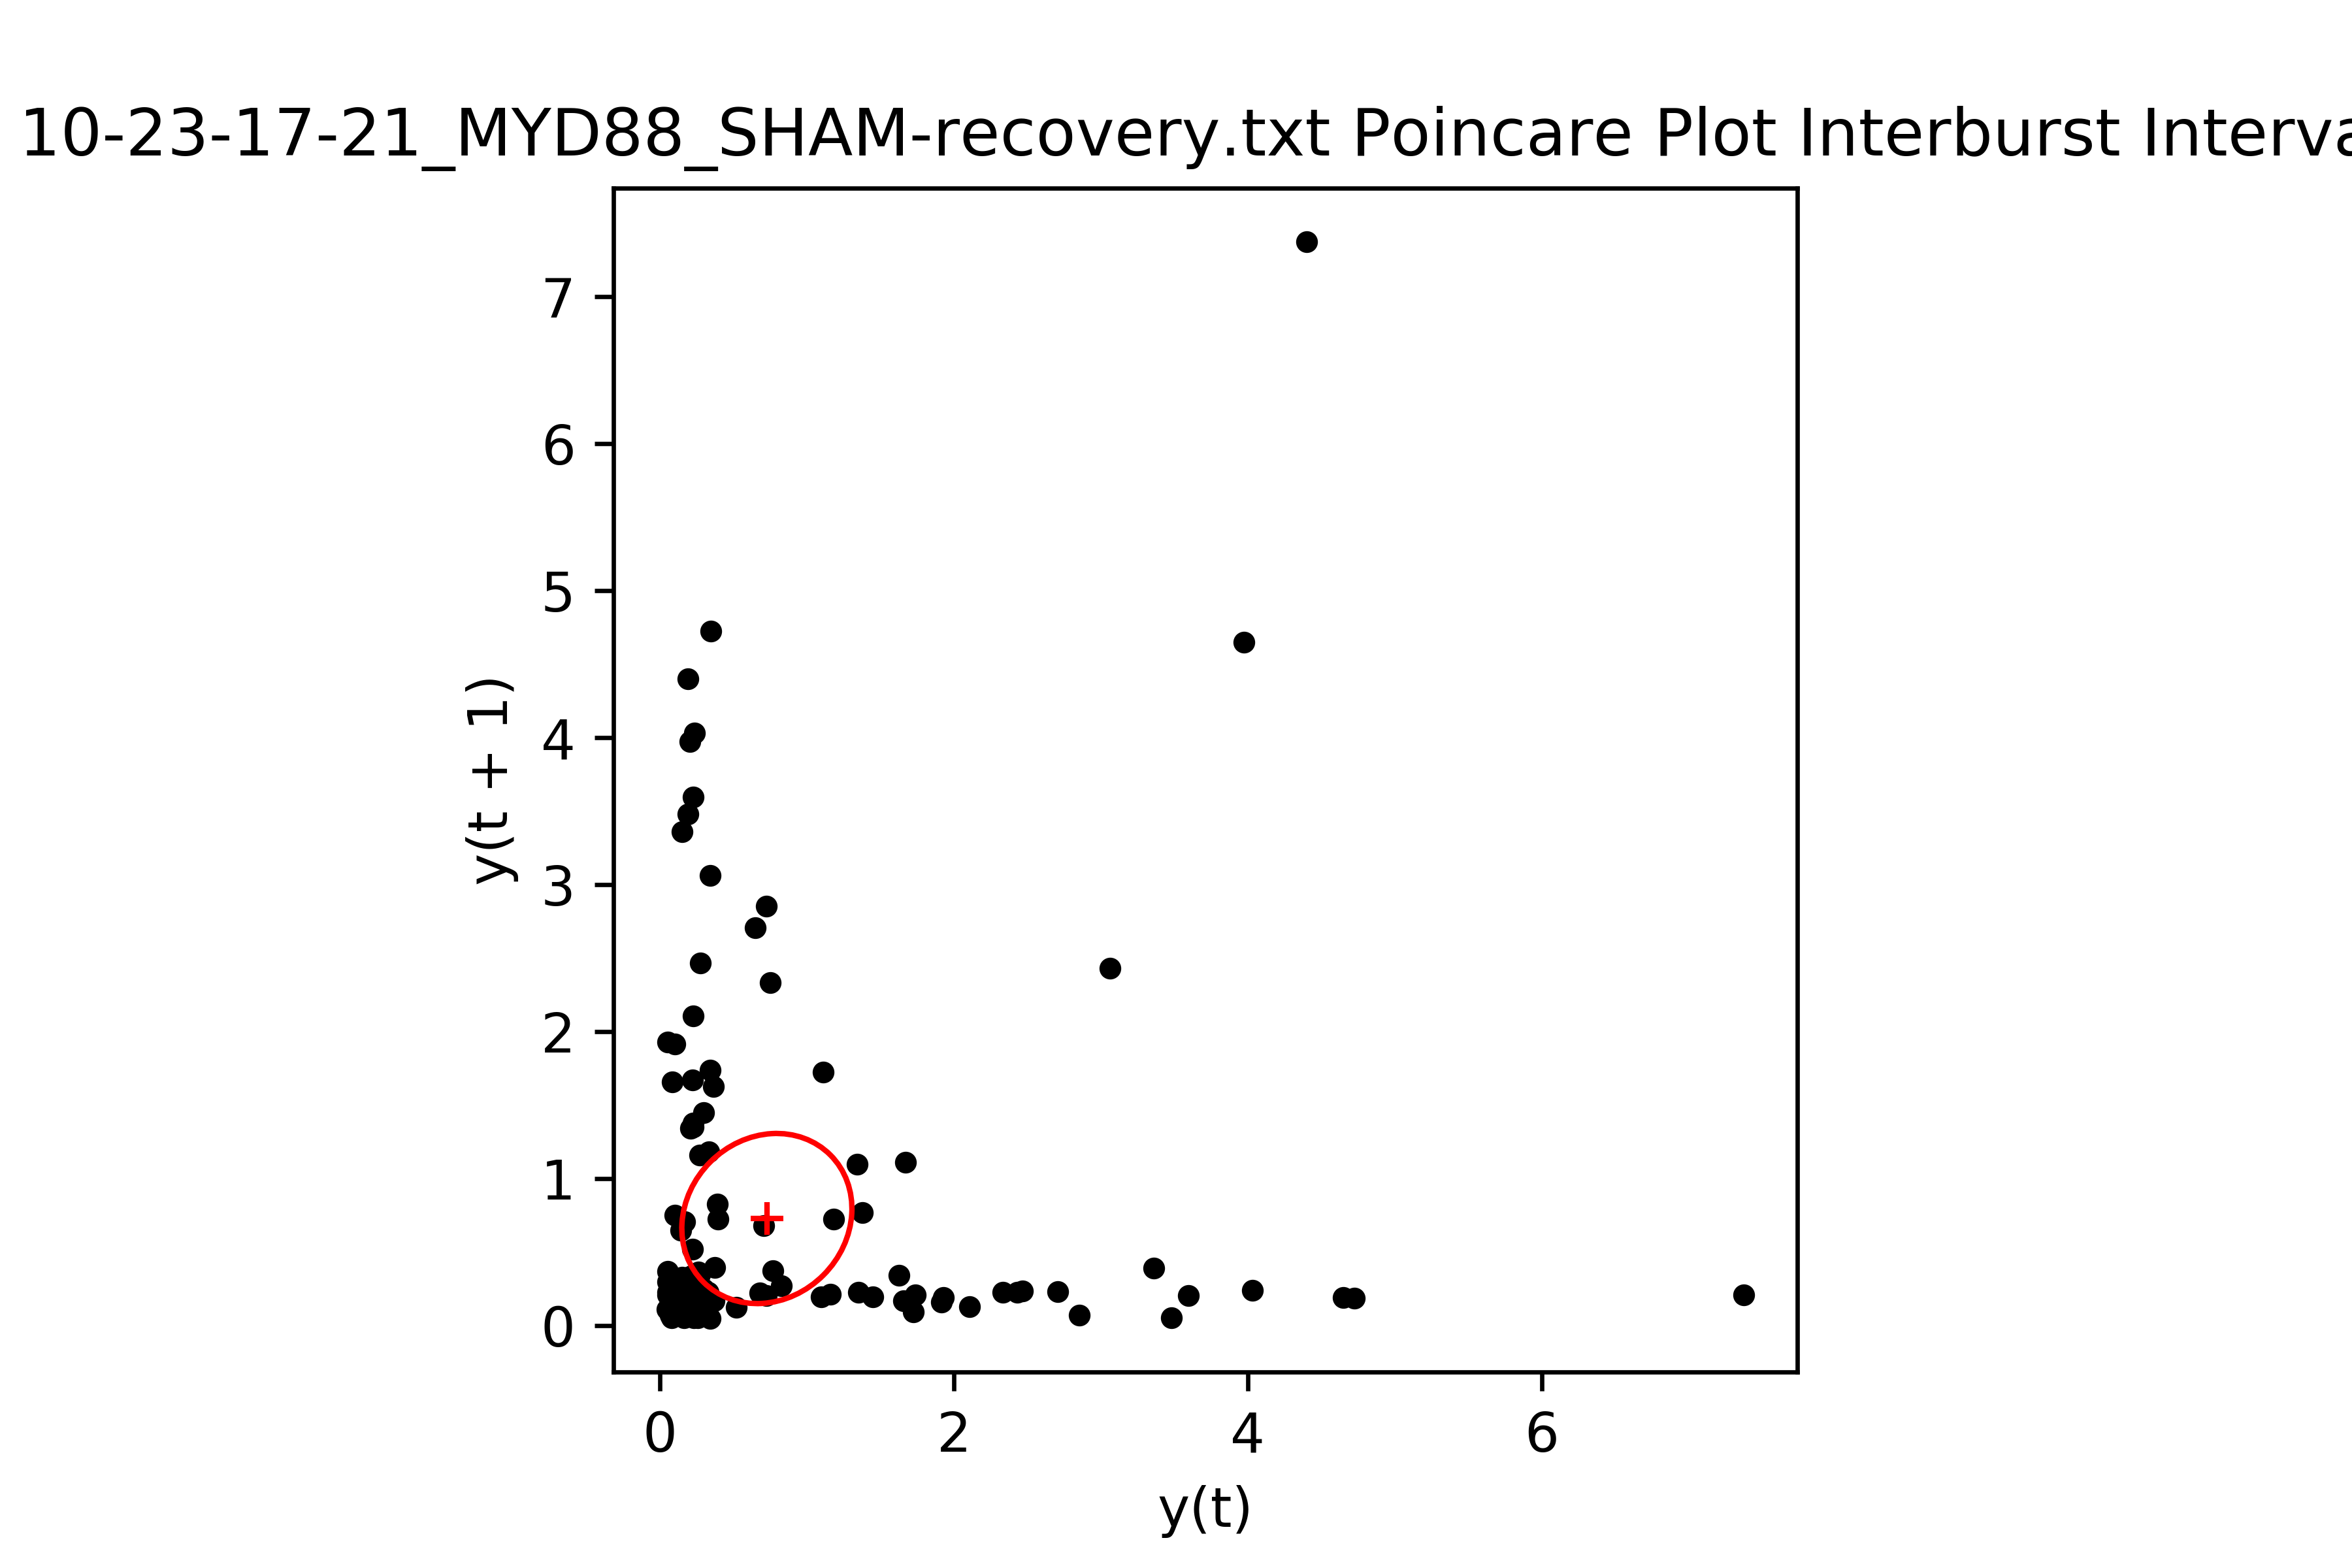 10-23-17-21_MYD88_SHAM-recovery.txt Poincare Plot Interburst
7
6
5
4
3
2
1
0
y(t + 1)
0 2 4 6
y(t)